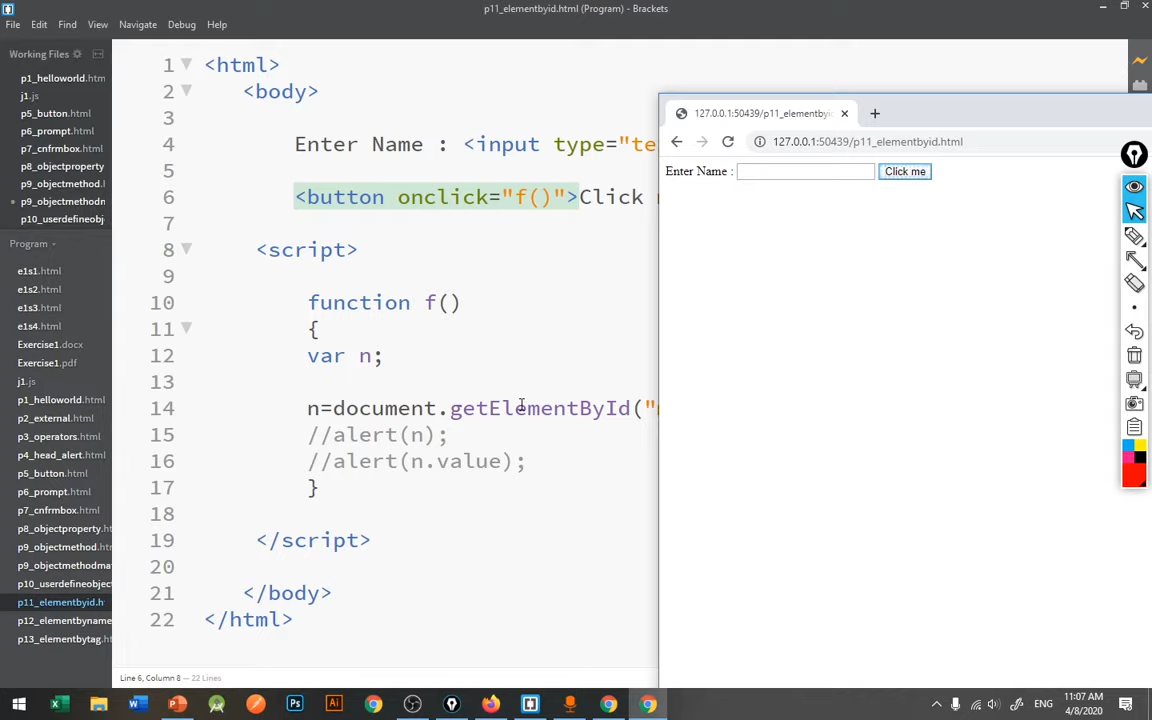 p11_elementbyid.html (Program) - Brackets
File Edit Find View Navigate Debug Help
Working Files
p1_helloworld.htm
j1.js
p5_button.html
p6_prompt.html
p7_cnfrmbox.html
p8_objectproperty
p9_objectmethod.
p9_objectmethodn
p10_userdefineobj
Program
e1s1.html
e1s2.html
e1s3.html
e1s4.html
Exercise1.docx
Exercise1.pdf
j1.js
p1_helloworld.html
p2_external.html
p3_operators.html
p4_head_alert.html
p5_button.html
p6_prompt.html
p7_cnfrmbox.html
p8_objectproperty.ht
p9_objectmethod.htn
p9_objectmethodma
p10_userdefineobjec
p11_elementbyid.h
p12_elementbyname
p13_elementbytag.
1 <html>
2 <body>
3
4 Enter Name : <input type="te
5
6 <button onclick="f()">Click
7
8 <script>
9
10 function f()
11 {
12 var n;
13
14 n=document.getElementById("
15 //alert(n);
16 //alert(n.value);
17 }
18
19 </script>
20
21 </body>
22 </html>
Line 6, Column 8 — 22 Lines
127.0.0.1:50439/p11_elementbyid
127.0.0.1:50439/p11_elementbyid.html
Enter Name : Click me
Ps
Ai
ENG
11:07 AM
4/8/2020